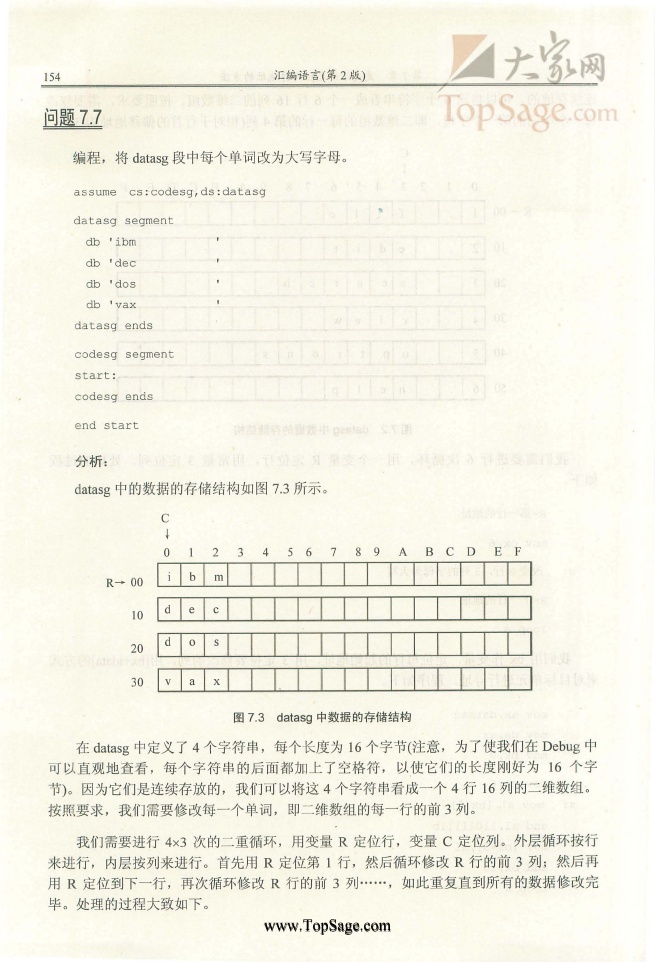 154
汇编语言(第2版)
大家网
TopSage.com
问题 7.7
编程，将 datasg 段中每个单词改为大写字母。
assume cs:codesg,ds:datasg
datasg segment
db 'ibm             '
db 'dec             '
db 'dos             '
db 'vax             '
datasg ends
codesg segment
start:
codesg ends
end start
分析：
datasg 中的数据的存储结构如图 7.3 所示。
C
↓
0 1 2 3 4 5 6 7 8 9 A B C D E F
R→ 00 i b m
10 d e c
20 d o s
30 v a x
图 7.3 datasg 中数据的存储结构
在 datasg 中定义了 4 个字符串，每个长度为 16 个字节(注意，为了使我们在 Debug 中
可以直观地查看，每个字符串的后面都加上了空格符，以使它们的长度刚好为 16 个字
节)。因为它们是连续存放的，我们可以将这 4 个字符串看成一个 4 行 16 列的二维数组。
按照要求，我们需要修改每一个单词，即二维数组的每一行的前 3 列。
我们需要进行 4×3 次的二重循环，用变量 R 定位行，变量 C 定位列。外层循环按行
来进行，内层按列来进行。首先用 R 定位第 1 行，然后循环修改 R 行的前 3 列；然后再
用 R 定位到下一行，再次循环修改 R 行的前 3 列……，如此重复直到所有的数据修改完
毕。处理的过程大致如下。
www.TopSage.com